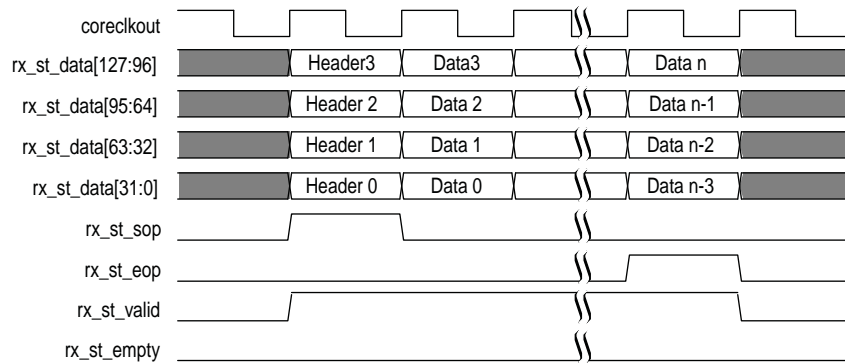 coreclkout
rx_st_data[127:96] Header3 Data3 Data n
rx_st_data[95:64] Header 2 Data 2 Data n-1
rx_st_data[63:32] Header 1 Data 1 Data n-2
rx_st_data[31:0] Header 0 Data 0 Data n-3
rx_st_sop
rx_st_eop
rx_st_valid
rx_st_empty